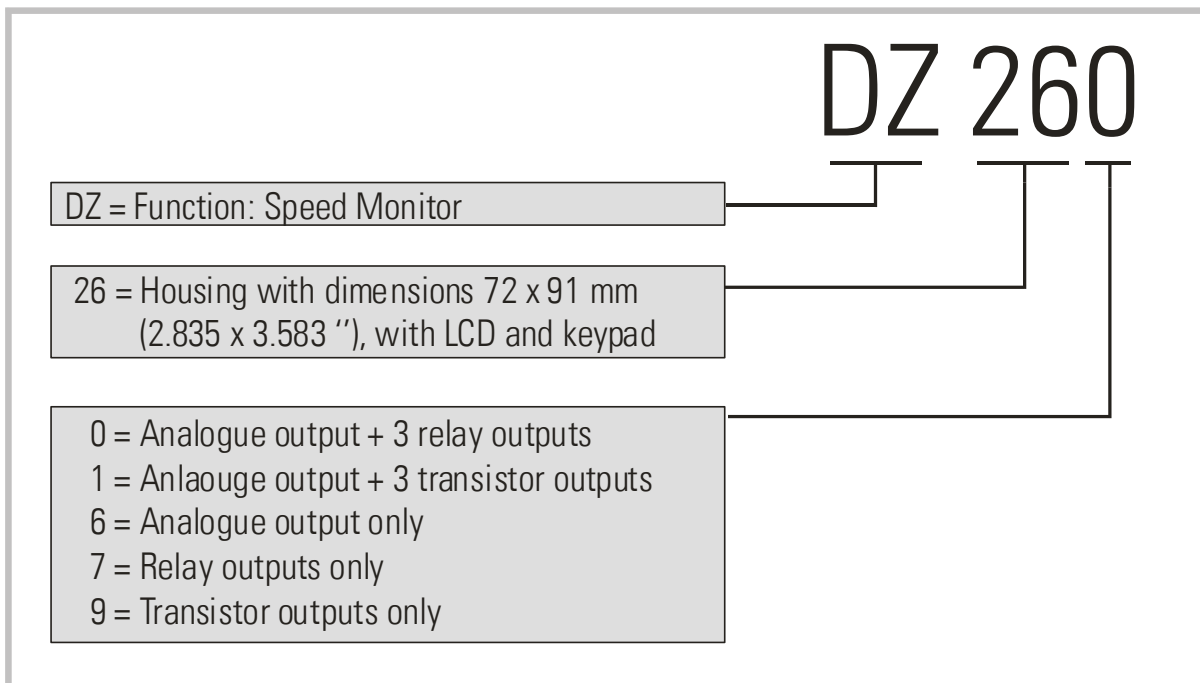 DZ 260
DZ = Function: Speed Monitor
26 = Housing with dimensions 72 x 91 mm
(2.835 x 3.583 ’’), with LCD and keypad
0 = Analogue output + 3 relay outputs
1 = Anlaouge output + 3 transistor outputs
6 = Analogue output only
7 = Relay outputs only
9 = Transistor outputs only